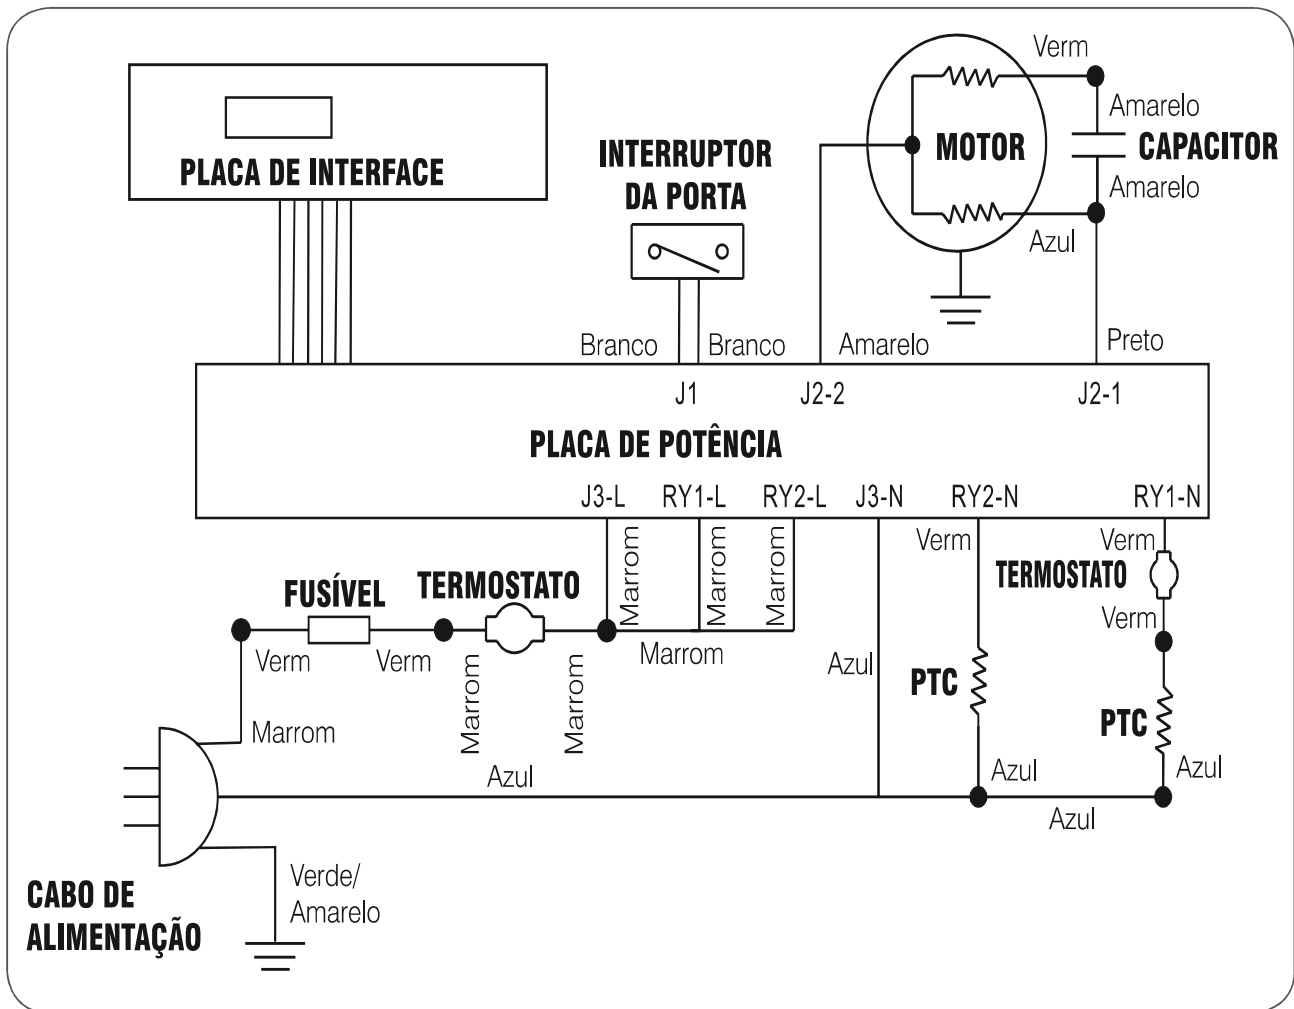 Verm
Amarelo
PLACA DE INTERFACE
INTERRUPTOR
DA PORTA
MOTOR
CAPACITOR
Amarelo
Azul
Branco
Branco
Amarelo
Preto
J1
J2-2
J2-1
PLACA DE POTÊNCIA
J3-L
RY1-L
RY2-L
J3-N
RY2-N
RY1-N
Marrom
Marrom
Marrom
Verm
Verm
FUSÍVEL
TERMOSTATO
TERMOSTATO
Verm
Verm
Verm
Marrom
Marrom
Marrom
Azul
PTC
PTC
Marrom
Azul
Azul
Azul
Azul
CABO DE
ALIMENTAÇÃO
Verde/
Amarelo